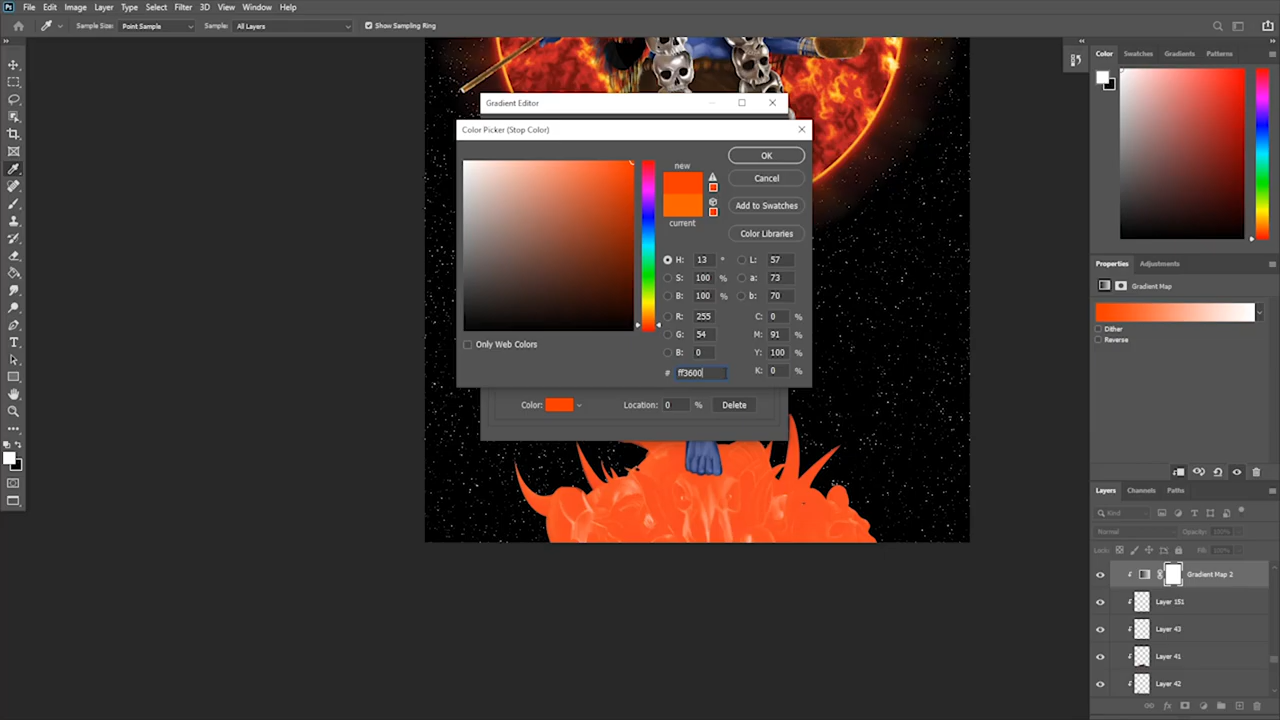 Ps File Edit Image Layer Type Select Filter 3D View Window Help
Sample Size: Point Sample Sample: All Layers Show Sampling Ring
Color Swatches Gradients Patterns
Gradient Editor
Color Picker (Stop Color)
new
current
OK
Cancel
Add to Swatches
Color Libraries
H: 13 ° L: 57
S: 100 % a: 73
B: 100 % b: 70
R: 255 C: 0 %
G: 54 M: 91 %
B: 0 Y: 100 %
# ff3600 K: 0 %
Only Web Colors
Color: Location: 0 % Delete
Properties Adjustments
Gradient Map
Dither
Reverse
Layers Channels Paths
Kind
Normal Opacity: 100%
Lock: Fill: 100%
Gradient Map 2
Layer 151
Layer 43
Layer 41
Layer 42